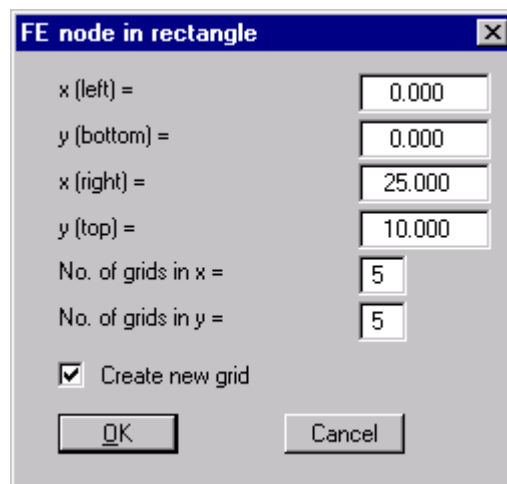 FE node in rectangle
x (left) = 0.000
y (bottom) = 0.000
x (right) = 25.000
y (top) = 10.000
No. of grids in x = 5
No. of grids in y = 5
Create new grid
OK Cancel